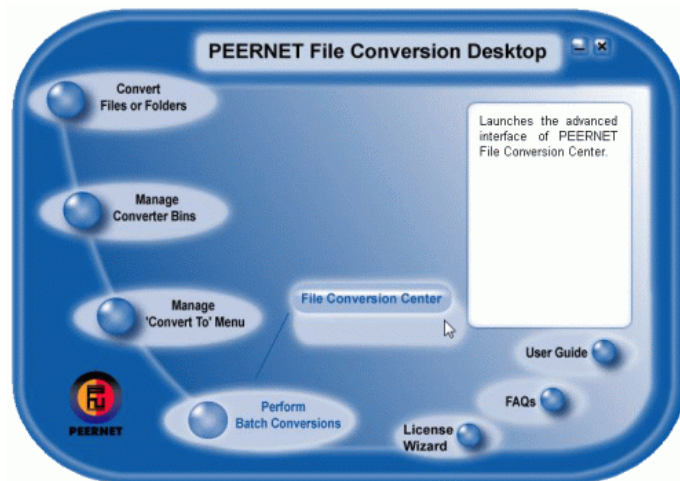 PEERNET File Conversion Desktop
Convert
Files or Folders
Launches the advanced
interface of PEERNET
File Conversion Center.
Manage
Converter Bins
File Conversion Center
Manage
'Convert To' Menu
User Guide
FAQs
Perform
Batch Conversions
License
Wizard
PEERNET